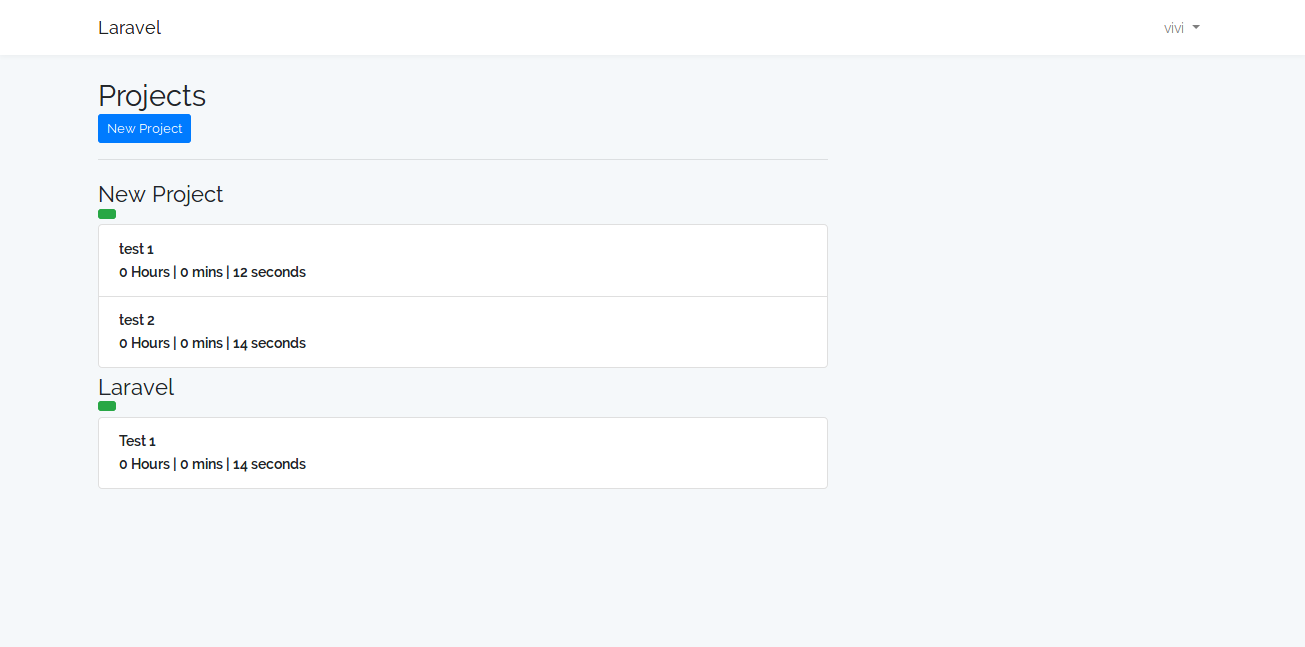 Laravel
vivi
Projects
New Project
New Project
test 1
0 Hours | 0 mins | 12 seconds
test 2
0 Hours | 0 mins | 14 seconds
Laravel
Test 1
0 Hours | 0 mins | 14 seconds